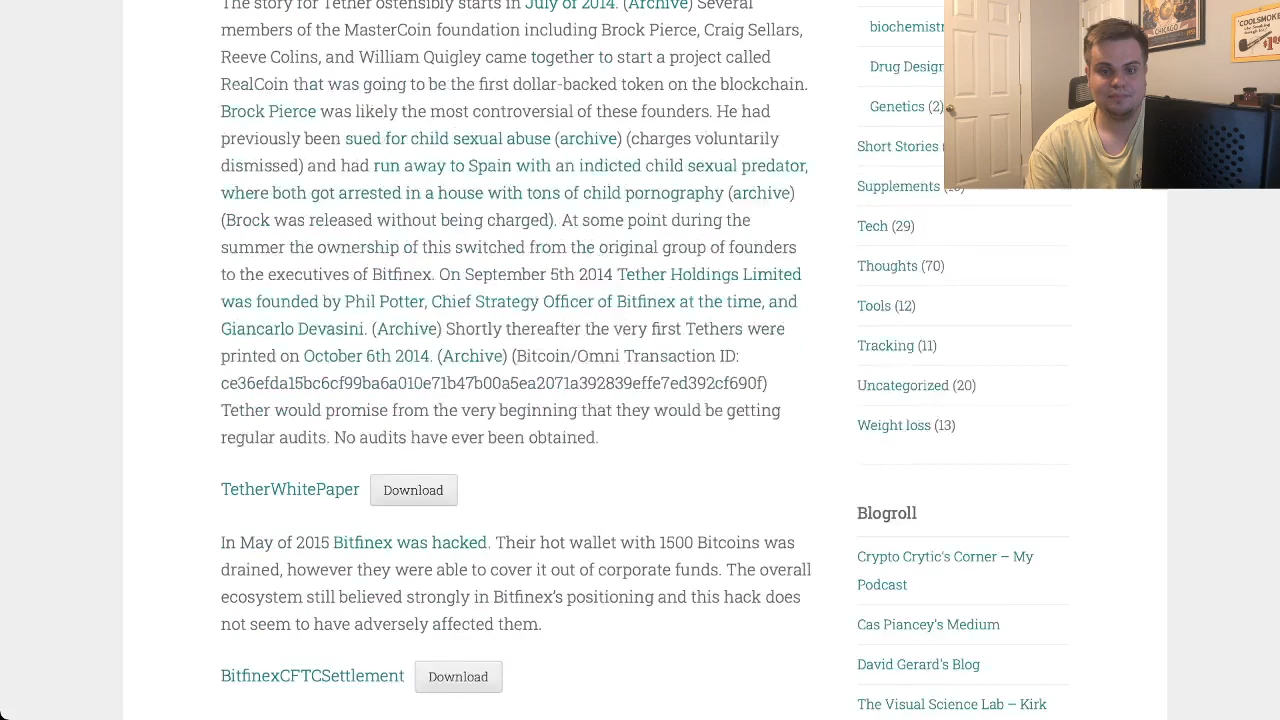 The story for Tether ostensibly starts in July of 2014. (Archive) Several
members of the MasterCoin foundation including Brock Pierce, Craig Sellars,
Reeve Colins, and William Quigley came together to start a project called
RealCoin that was going to be the first dollar-backed token on the blockchain.
Brock Pierce was likely the most controversial of these founders. He had
previously been sued for child sexual abuse (archive) (charges voluntarily
dismissed) and had run away to Spain with an indicted child sexual predator,
where both got arrested in a house with tons of child pornography (archive)
(Brock was released without being charged). At some point during the
summer the ownership of this switched from the original group of founders
to the executives of Bitfinex. On September 5th 2014 Tether Holdings Limited
was founded by Phil Potter, Chief Strategy Officer of Bitfinex at the time, and
Giancarlo Devasini. (Archive) Shortly thereafter the very first Tethers were
printed on October 6th 2014. (Archive) (Bitcoin/Omni Transaction ID:
ce36efda15bc6cf99ba6a010e71b47b00a5ea2071a392839effe7ed392cf690f)
Tether would promise from the very beginning that they would be getting
regular audits. No audits have ever been obtained.
TetherWhitePaper Download
In May of 2015 Bitfinex was hacked. Their hot wallet with 1500 Bitcoins was
drained, however they were able to cover it out of corporate funds. The overall
ecosystem still believed strongly in Bitfinex's positioning and this hack does
not seem to have adversely affected them.
BitfinexCFTCSettlement Download
biochemistr
Drug Design
Genetics (2)
Short Stories
Supplements
Tech (29)
Thoughts (70)
Tools (12)
Tracking (11)
Uncategorized (20)
Weight loss (13)
Blogroll
Crypto Crytic's Corner – My
Podcast
Cas Piancey's Medium
David Gerard's Blog
The Visual Science Lab – Kirk
CHICAGO
"COOLSMOKE